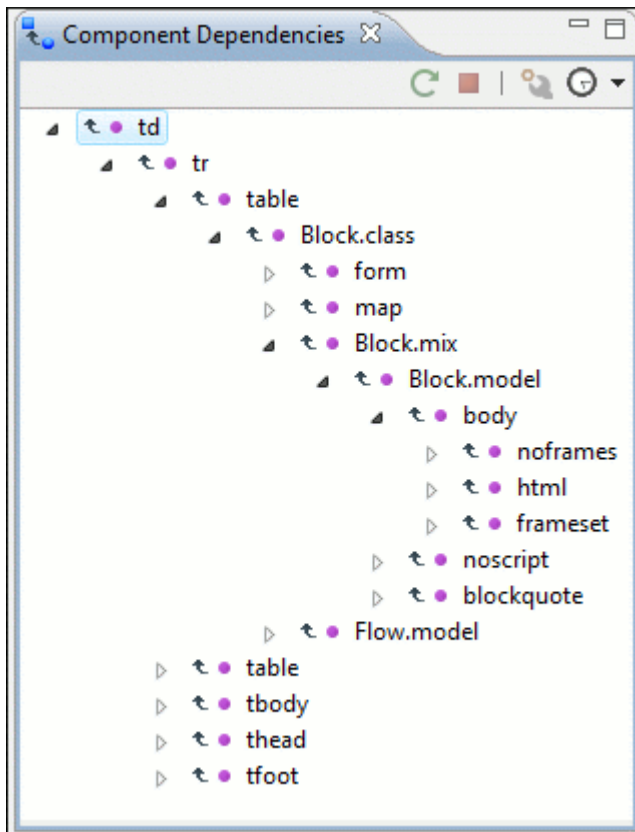 Component Dependencies
td
tr
table
Block.class
form
map
Block.mix
Block.model
body
noframes
html
frameset
noscript
blockquote
Flow.model
table
tbody
thead
tfoot